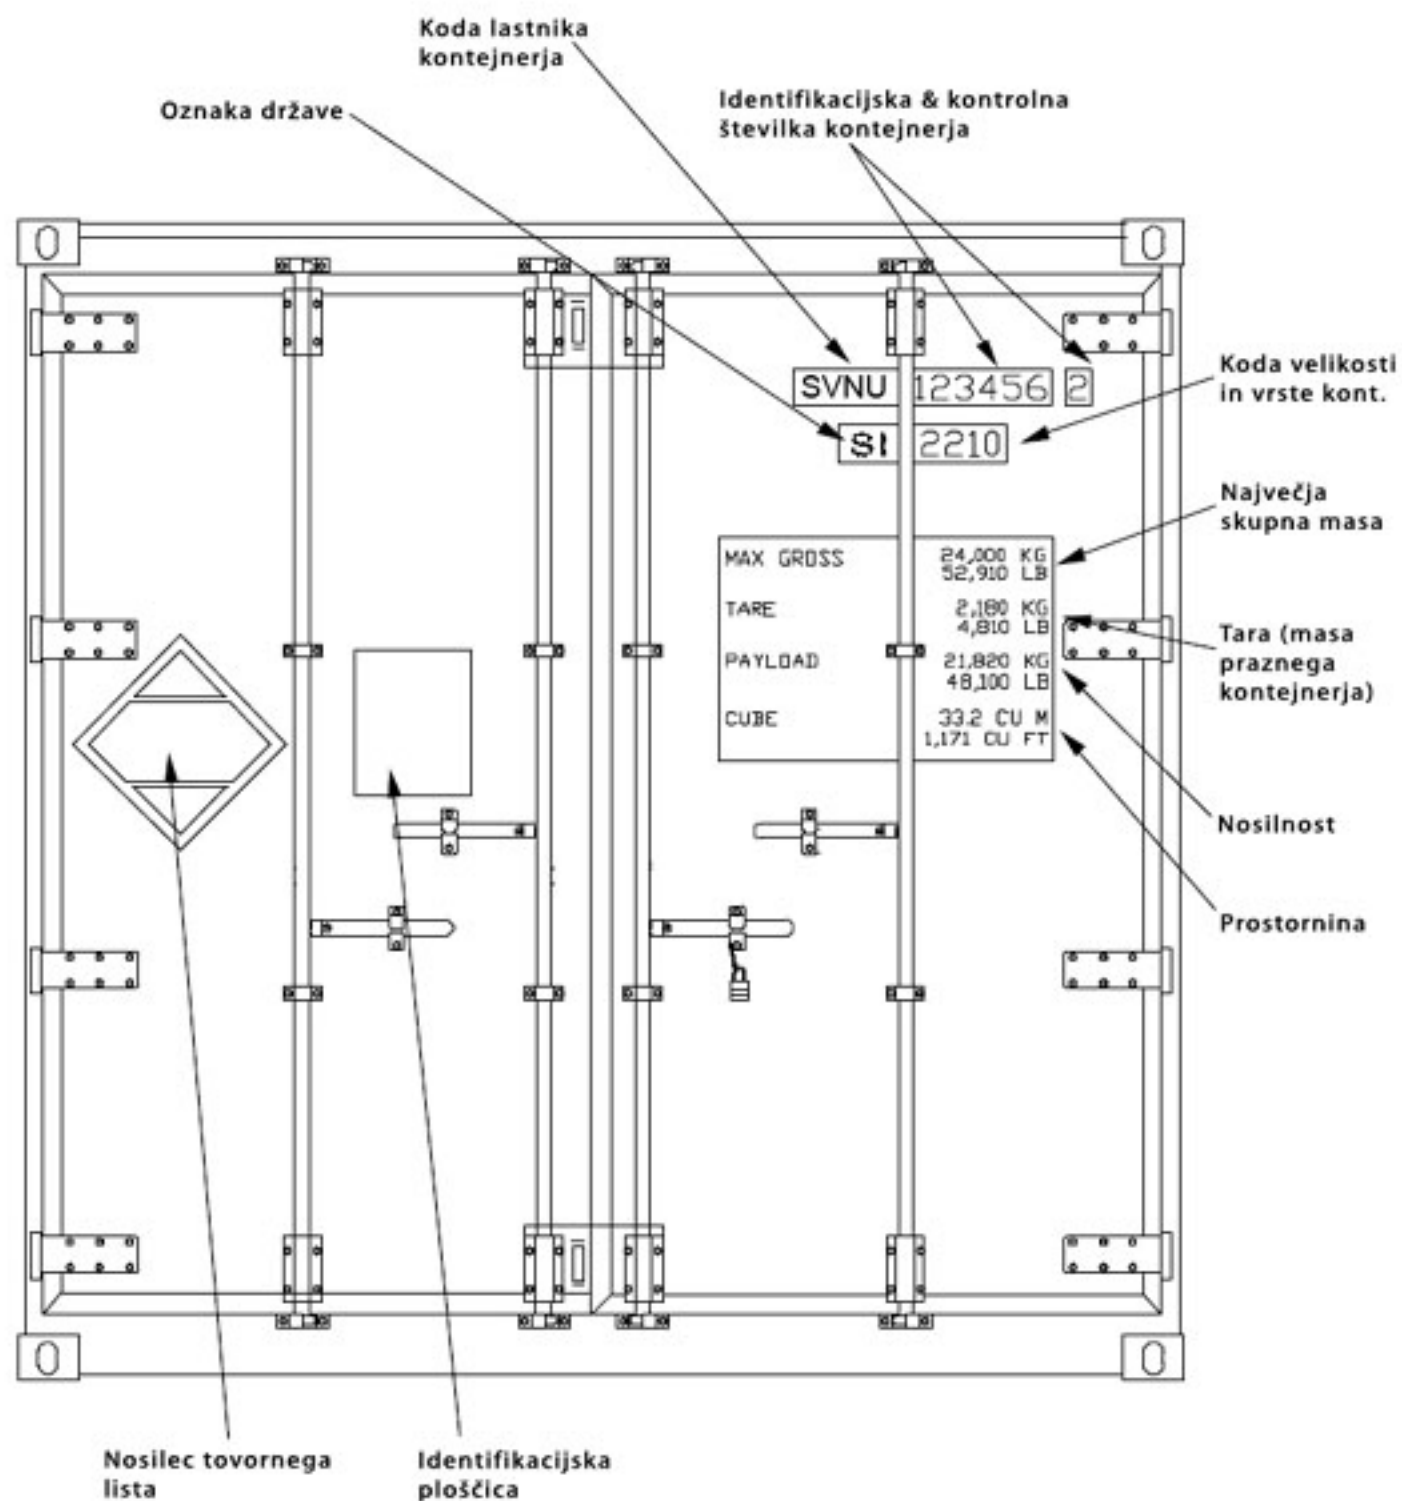 Koda lastnika
kontejnerja
Oznaka države
Identifikacijska & kontrolna
številka kontejnerja
SVNU 123456 2
SI 2210
Koda velikosti
in vrste kont.
Največja
skupna masa
MAX GROSS 24,000 KG
52,910 LB
TARE 2,180 KG
4,810 LB
PAYLOAD 21,820 KG
48,100 LB
CUBE 33.2 CU M
1,171 CU FT
Tara (masa
praznega
kontejnerja)
Nosilnost
Prostornina
Nosilec tovornega
lista
Identifikacijska
ploščica